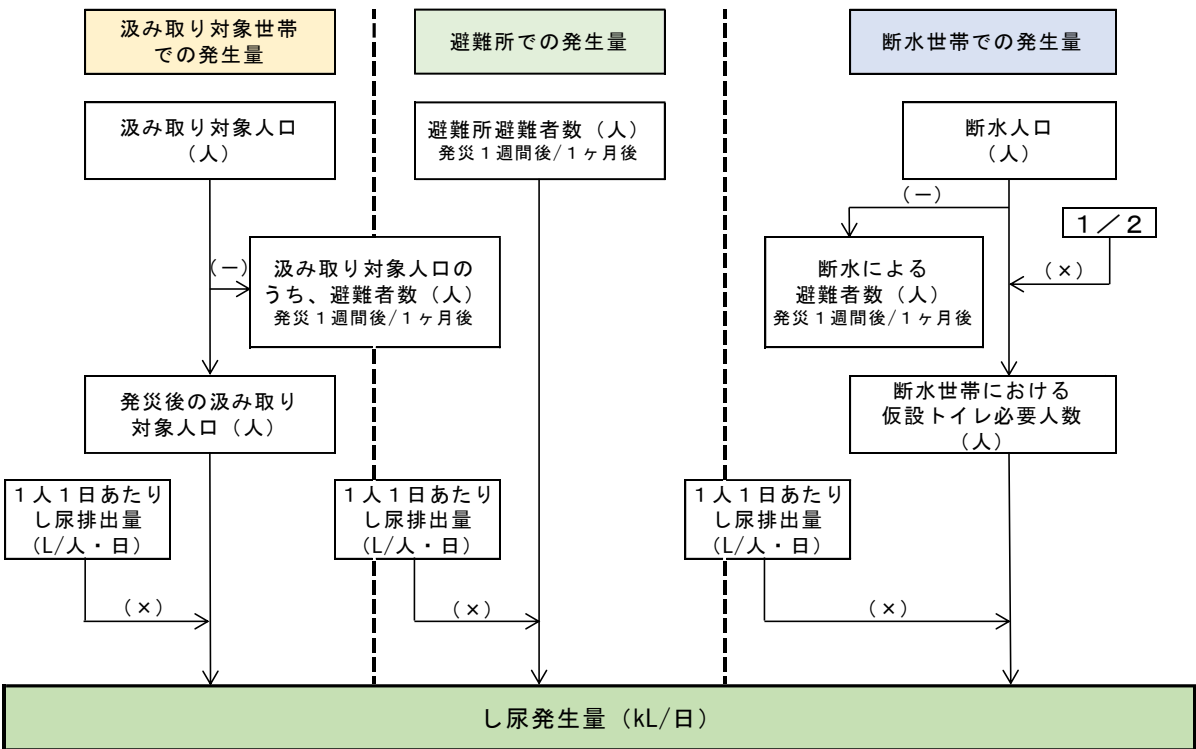 汲み取り対象世帯
での発生量
避難所での発生量
断水世帯での発生量
汲み取り対象人口
（人）
避難所避難者数（人）
発災１週間後/１ヶ月後
断水人口
（人）
（－）
１／２
（－）
汲み取り対象人口の
うち、避難者数（人）
発災１週間後/１ヶ月後
断水による
避難者数（人）
発災１週間後/１ヶ月後
（×）
発災後の汲み取り
対象人口（人）
断水世帯における
仮設トイレ必要人数
（人）
１人１日あたり
し尿排出量
（L/人・日）
１人１日あたり
し尿排出量
（L/人・日）
１人１日あたり
し尿排出量
（L/人・日）
（×）
（×）
（×）
し尿発生量（kL/日）